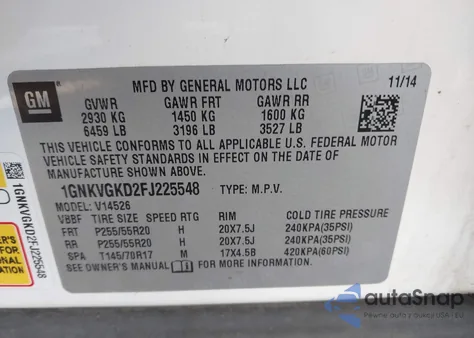 GM
MFD BY GENERAL MOTORS LLC 11/14
GVWR GAWR FRT GAWR RR
2930 KG 1450 KG 1600 KG
6459 LB 3196 LB 3527 LB
THIS VEHICLE CONFORMS TO ALL APPLICABLE U.S. FEDERAL MOTOR
VEHICLE SAFETY STANDARDS IN EFFECT ON THE DATE OF
MANUFACTURE SHOWN ABOVE.
1GNKVGKD2FJ225548 TYPE: M.P.V.
MODEL: V14526
VBBF TIRE SIZE SPEED RTG RIM COLD TIRE PRESSURE
FRT P255/55R20 H 20X7.5J 240KPA(35PSI)
RR P255/55R20 H 20X7.5J 240KPA(35PSI)
SPA T145/70R17 M 17X4.5B 420KPA(60PSI)
SEE OWNER'S MANUAL FOR ADDITIONAL INFORMATION.
1GNKVGKD2FJ225548
autoSnap